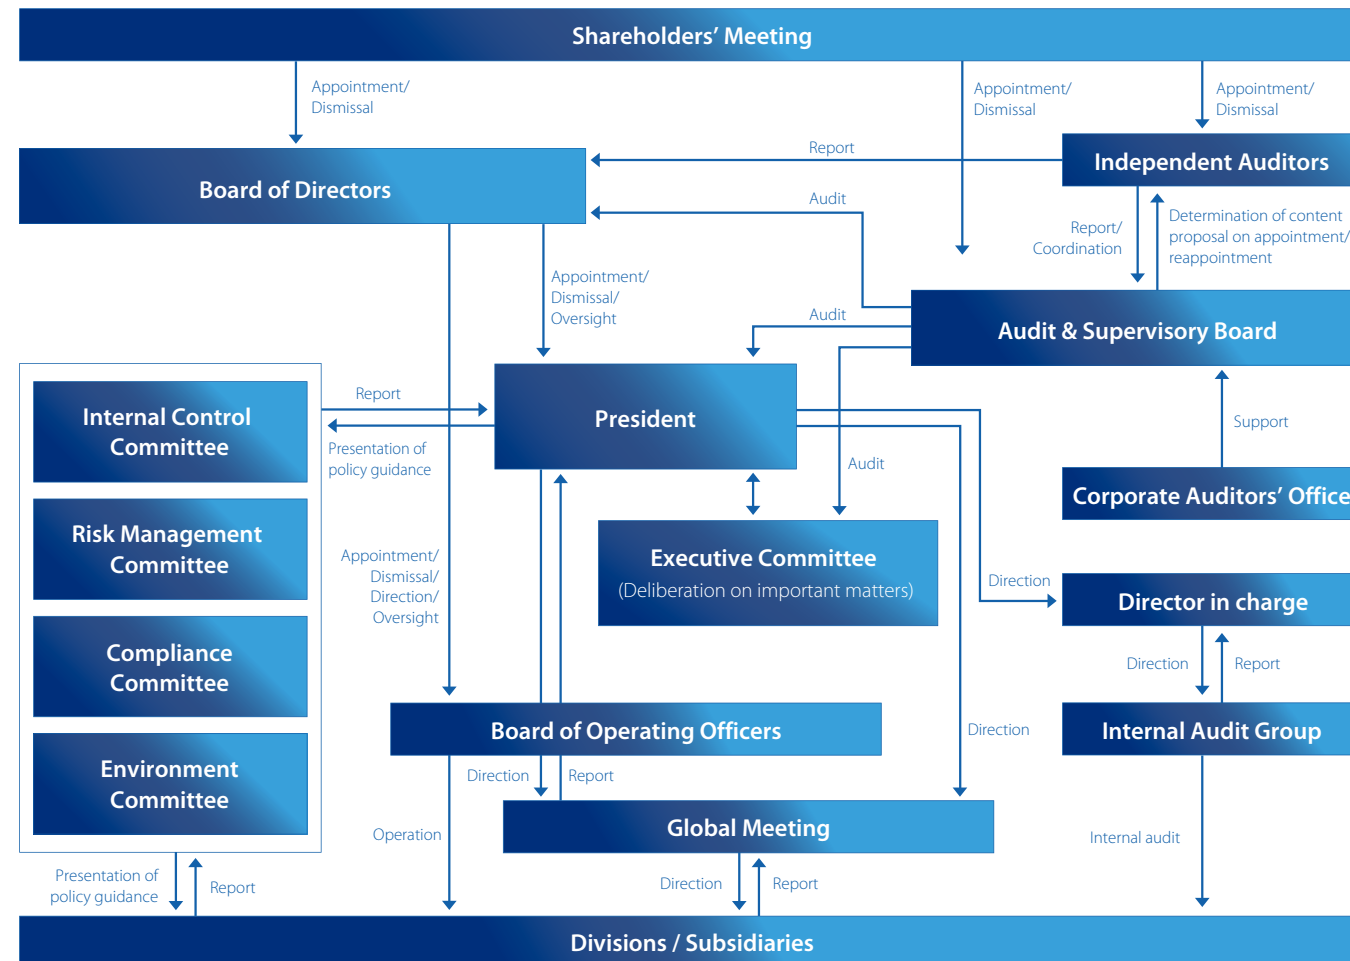 Shareholders’ Meeting
Appointment/
Dismissal
Appointment/
Dismissal
Appointment/
Dismissal
Report
Independent Auditors
Board of Directors
Audit
Report/
Coordination
Determination of content
proposal on appointment/
reappointment
Appointment/
Dismissal/
Oversight
Audit
Audit & Supervisory Board
Internal Control
Committee
Report
Presentation of
policy guidance
President
Support
Audit
Corporate Auditors’ Office
Risk Management
Committee
Appointment/
Dismissal/
Direction/
Oversight
Executive Committee
(Deliberation on important matters)
Direction
Director in charge
Compliance
Committee
Direction
Report
Board of Operating Officers
Direction
Internal Audit Group
Environment
Committee
Direction
Report
Operation
Global Meeting
Internal audit
Presentation of
policy guidance
Report
Direction
Report
Divisions / Subsidiaries